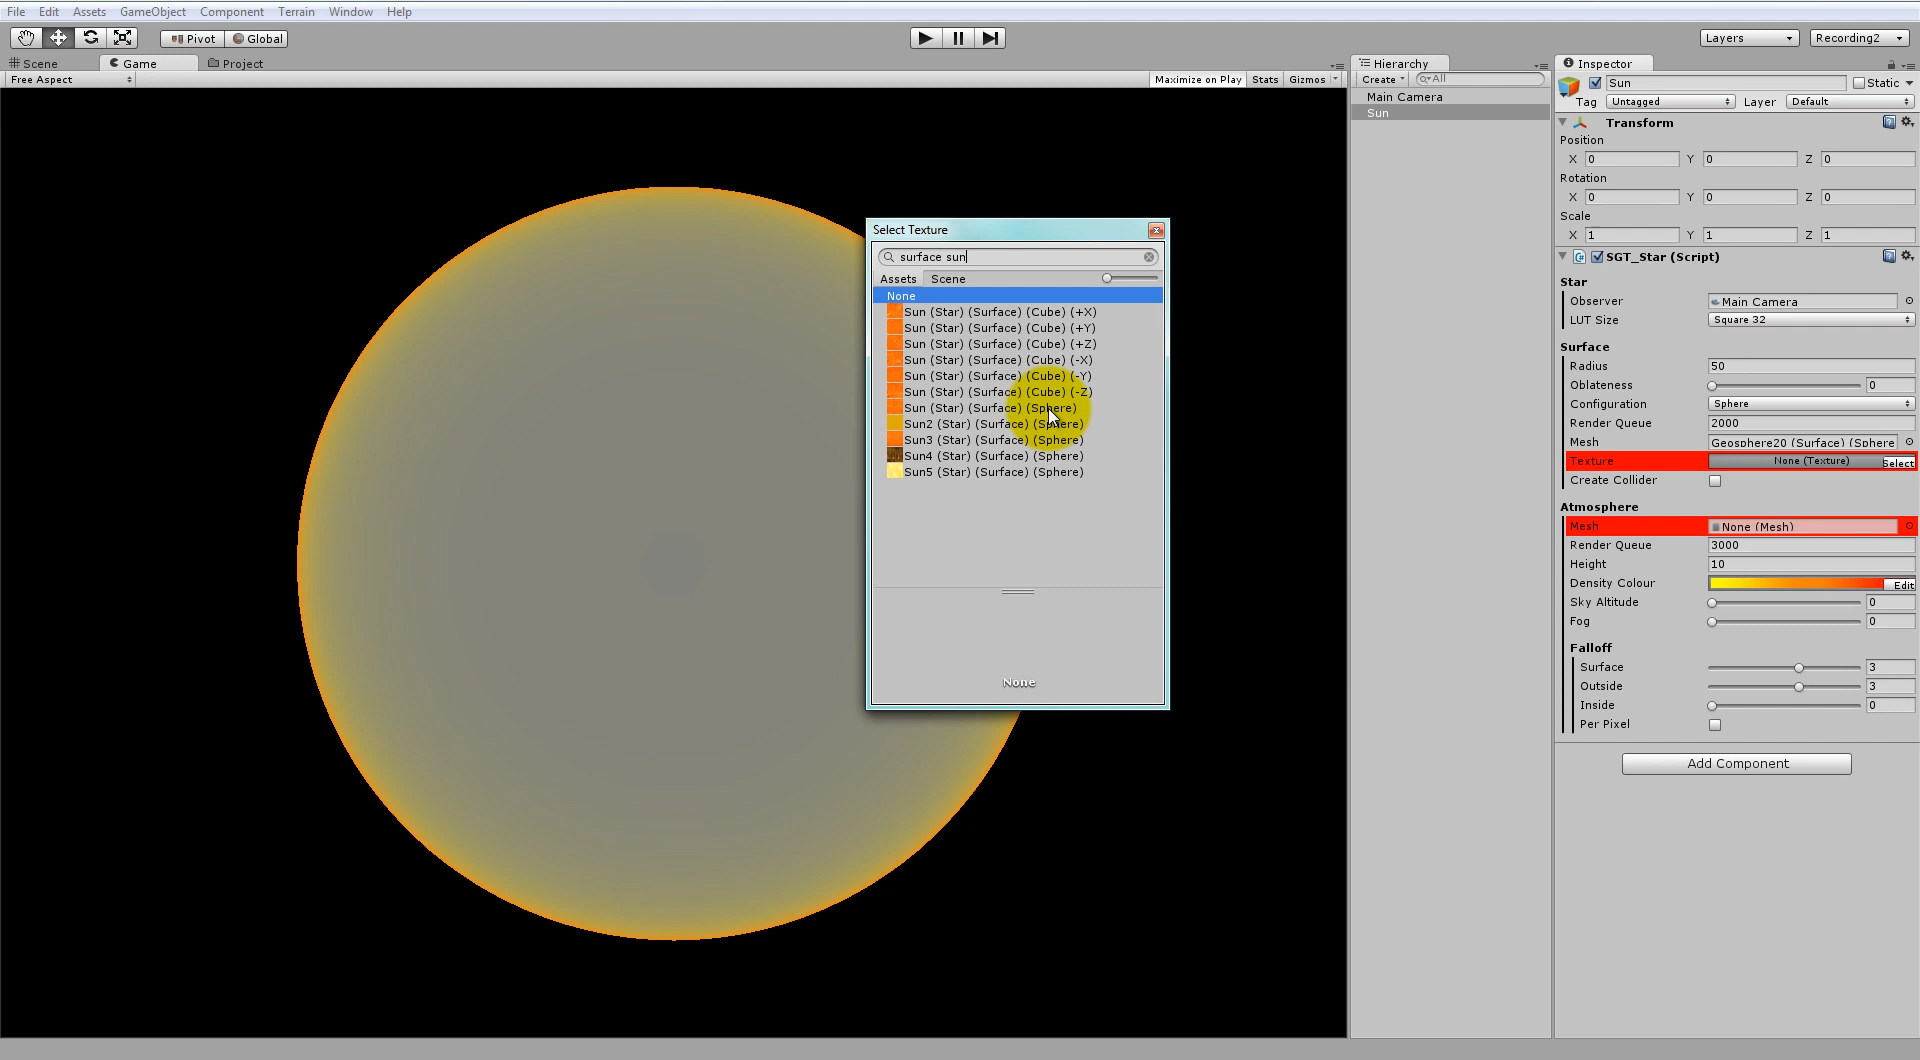 File Edit Assets GameObject Component Terrain Window Help
Pivot Global Layers Recording2
Scene Game Project Hierarchy Inspector
Free Aspect Maximize on Play Stats Gizmos Create All
Main Camera
Sun
Sun Static
Tag Untagged Layer Default
Transform
Position
X 0 Y 0 Z 0
Rotation
X 0 Y 0 Z 0
Scale
X 1 Y 1 Z 1
SGT_Star (Script)
Star
Observer Main Camera
LUT Size Square 32
Surface
Radius 50
Oblateness 0
Configuration Sphere
Render Queue 2000
Mesh Geosphere20 (Surface) (Sphere
Texture None (Texture) Select
Create Collider
Atmosphere
Mesh None (Mesh)
Render Queue 3000
Height 10
Density Colour Edit
Sky Altitude 0
Fog 0
Falloff
Surface 3
Outside 3
Inside 0
Per Pixel
Add Component
Select Texture
surface sun
Assets Scene
None
Sun (Star) (Surface) (Cube) (+X)
Sun (Star) (Surface) (Cube) (+Y)
Sun (Star) (Surface) (Cube) (+Z)
Sun (Star) (Surface) (Cube) (-X)
Sun (Star) (Surface) (Cube) (-Y)
Sun (Star) (Surface) (Cube) (-Z)
Sun (Star) (Surface) (Sphere)
Sun2 (Star) (Surface) (Sphere)
Sun3 (Star) (Surface) (Sphere)
Sun4 (Star) (Surface) (Sphere)
Sun5 (Star) (Surface) (Sphere)
None